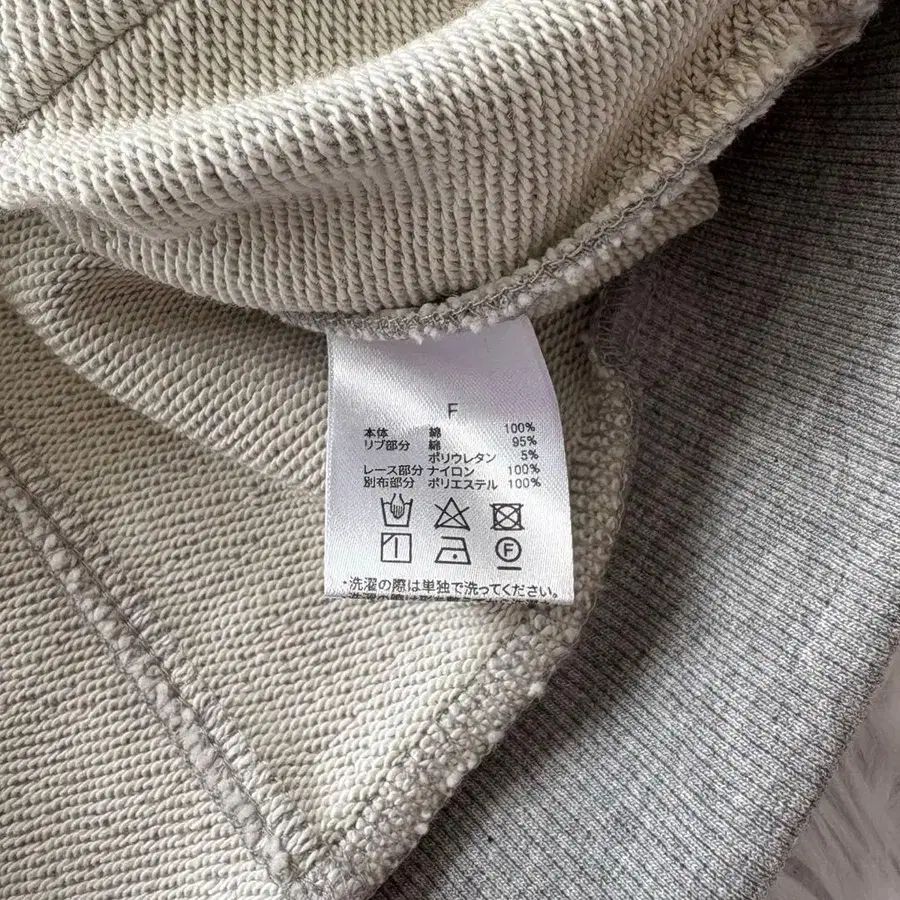 F
本体 綿 100%
リブ部分 綿 95%
ポリウレタン 5%
レース部分 ナイロン 100%
別布部分 ポリエステル 100%
F
・洗濯の際は単独で洗ってください。